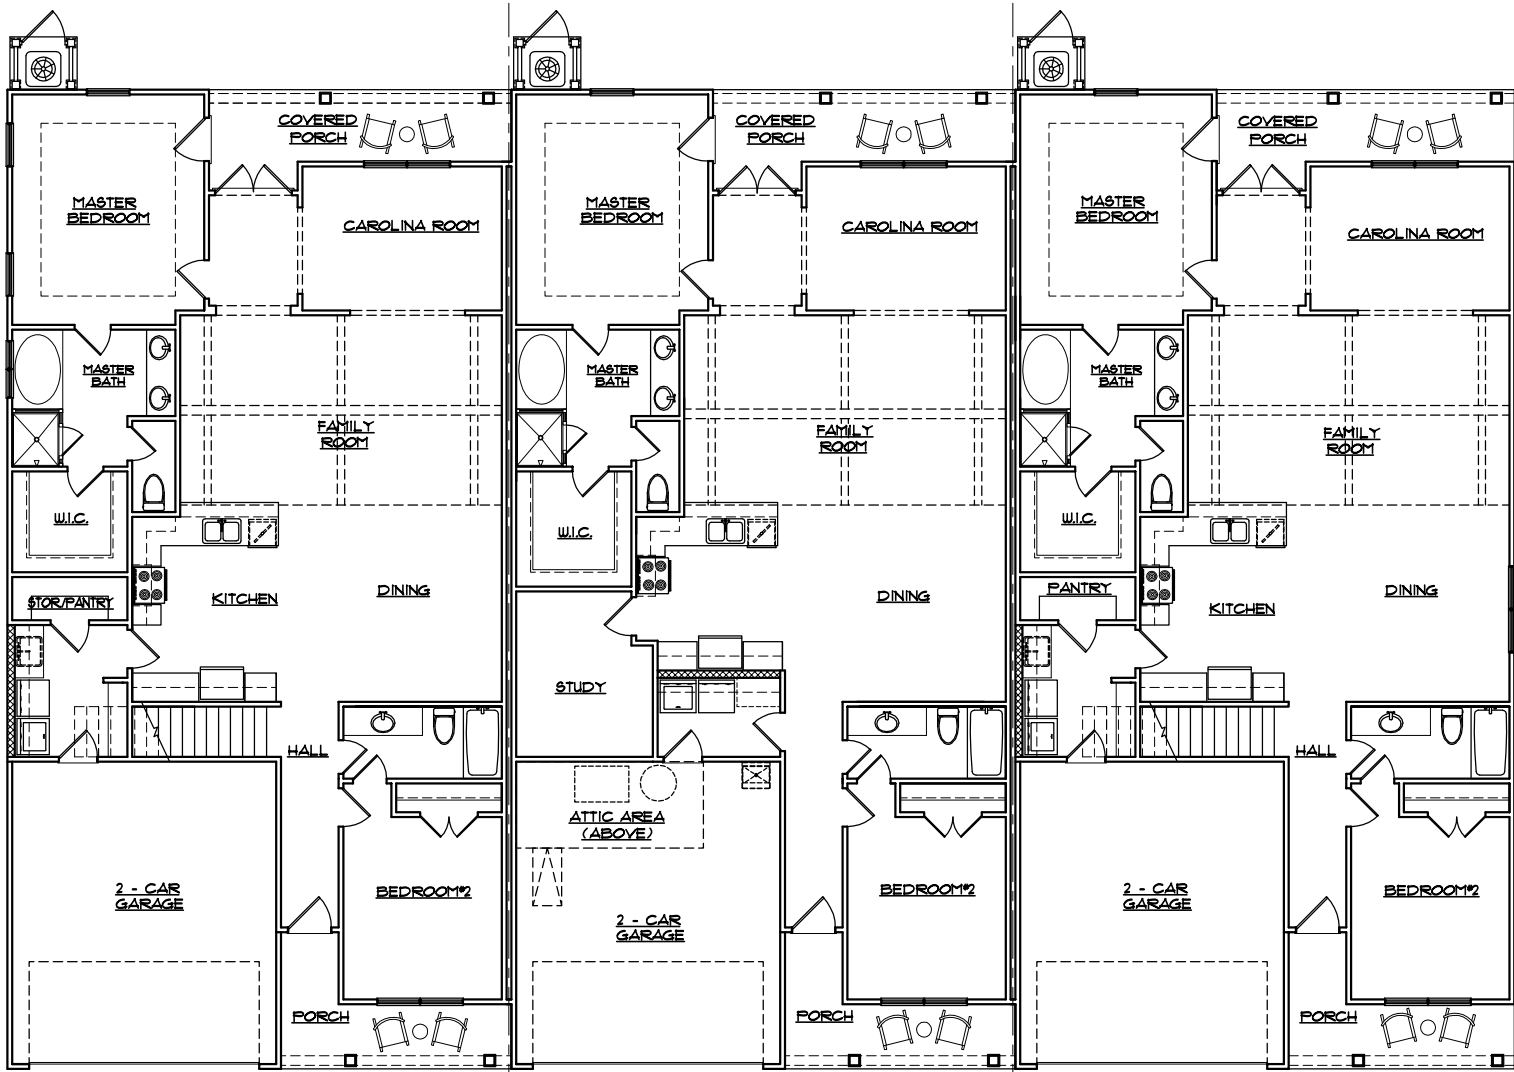 COVERED
PORCH
MASTER
BEDROOM
CAROLINA ROOM
MASTER
BATH
FAMILY
ROOM
W.I.C.
STOR/PANTRY
KITCHEN
DINING
HALL
2 - CAR
GARAGE
BEDROOM#2
PORCH
COVERED
PORCH
MASTER
BEDROOM
CAROLINA ROOM
MASTER
BATH
FAMILY
ROOM
W.I.C.
DINING
STUDY
ATTIC AREA
(ABOVE)
2 - CAR
GARAGE
BEDROOM#2
PORCH
COVERED
PORCH
MASTER
BEDROOM
CAROLINA ROOM
MASTER
BATH
FAMILY
ROOM
W.I.C.
PANTRY
KITCHEN
DINING
HALL
2 - CAR
GARAGE
BEDROOM#2
PORCH